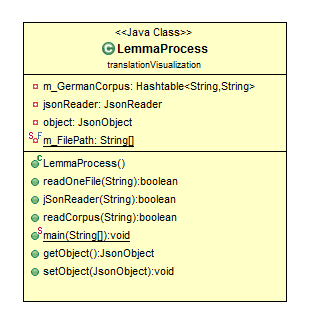 <<Java Class>>
C LemmaProcess
translationVisualization
m_GermanCorpus: Hashtable<String,String>
jsonReader: JsonReader
object: JsonObject
S F m_FilePath: String[]
C LemmaProcess()
readOneFile(String):boolean
jSonReader(String):boolean
readCorpus(String):boolean
S main(String[]):void
getObject():JsonObject
setObject(JsonObject):void